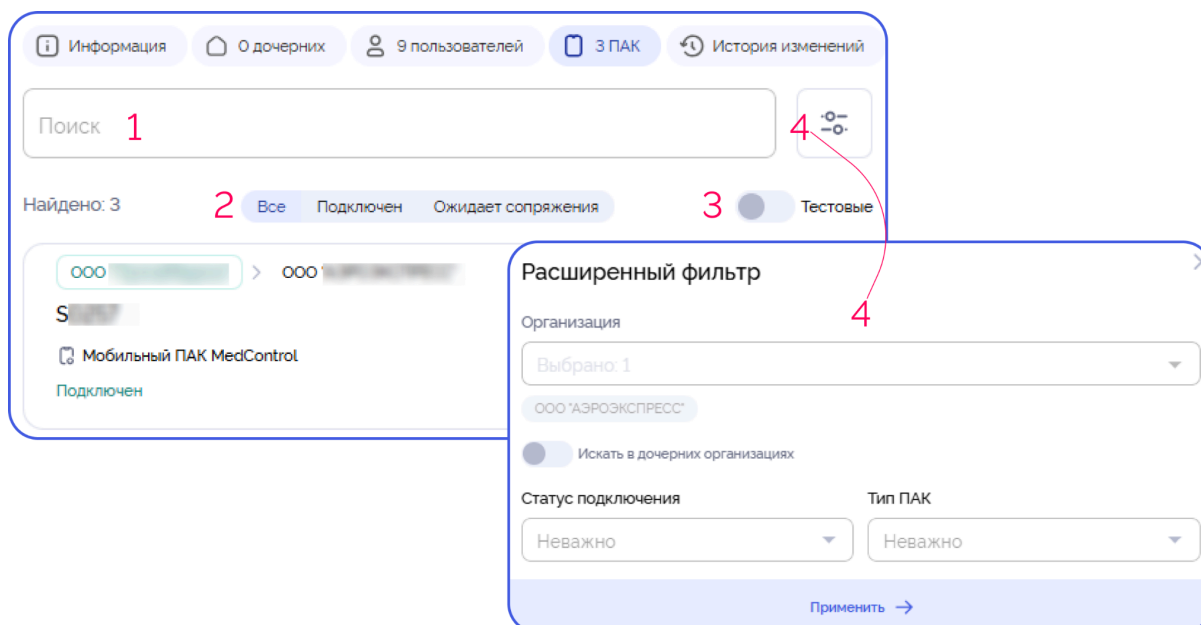 Информация
0 дочерних
9 пользователей
3 ПАК
История изменений
Поиск 1
4
Найдено: 3
2
Все
Подключен
Ожидает сопряжения
3
Тестовые
ООО
ООО "АЭРОЭКСПРЕСС"
S
Мобильный ПАК MedControl
Подключен
Расширенный фильтр
4
Организация
Выбрано: 1
ООО "АЭРОЭКСПРЕСС"
Искать в дочерних организациях
Статус подключения
Тип ПАК
Неважно
Неважно
Применить